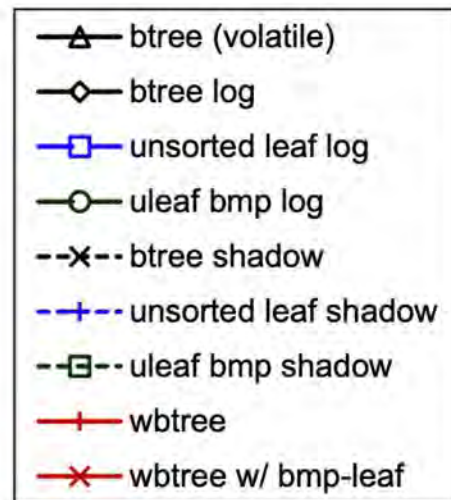 btree (volatile)
btree log
unsorted leaf log
uleaf bmp log
btree shadow
unsorted leaf shadow
uleaf bmp shadow
wbtree
wbtree w/ bmp-leaf